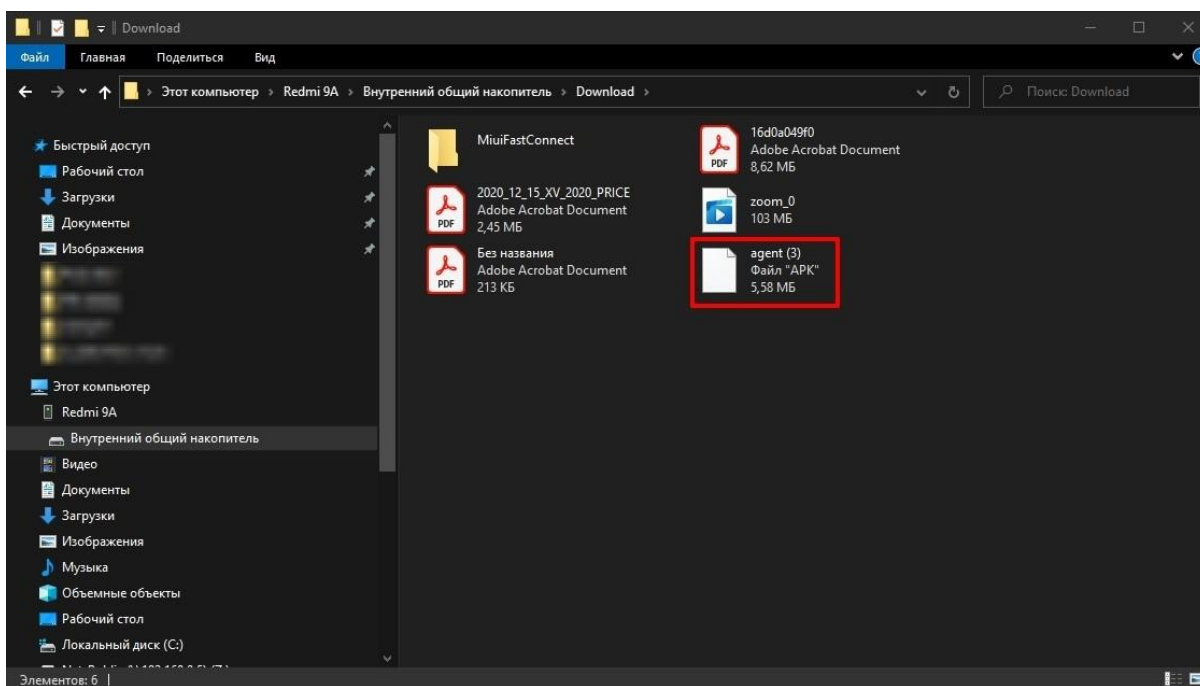 Download
Файл Главная Поделиться Вид
Этот компьютер > Redmi 9A > Внутренний общий накопитель > Download >
Поиск: Download
Быстрый доступ
Рабочий стол
Загрузки
Документы
Изображения
Этот компьютер
Redmi 9A
Внутренний общий накопитель
Видео
Документы
Загрузки
Изображения
Музыка
Объемные объекты
Рабочий стол
Локальный диск (C:)
MiuiFastConnect
16d0a049f0
Adobe Acrobat Document
8,62 МБ
PDF
2020_12_15_XV_2020_PRICE
Adobe Acrobat Document
2,45 МБ
PDF
zoom_0
103 МБ
Без названия
Adobe Acrobat Document
213 КБ
PDF
agent (3)
Файл "APK"
5,58 МБ
Элементов: 6